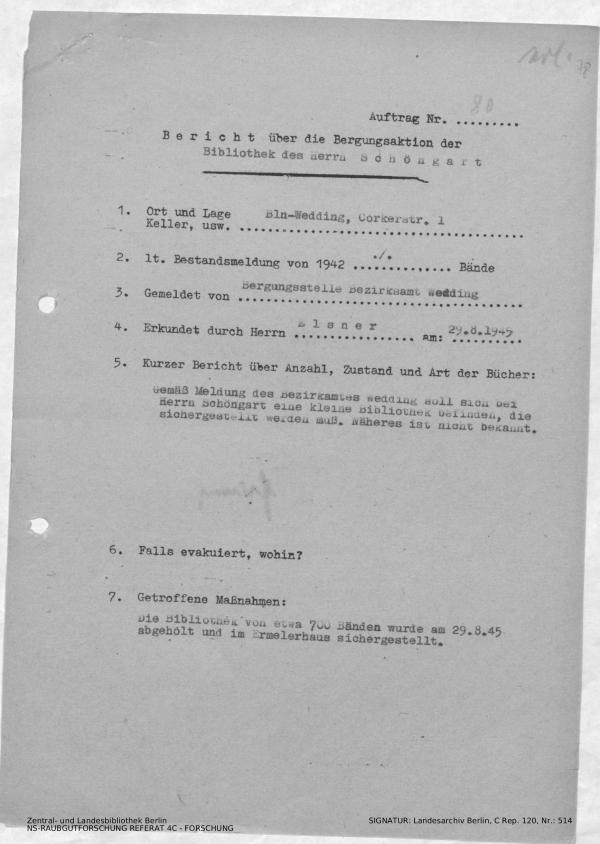 78
80
Auftrag Nr. .........
B e r i c h t über die Bergungsaktion der
Bibliothek des Herrn S c h ö n g a r t
1. Ort und Lage Bln-Wedding, Corkerstr. 1
Keller, usw. ........................................
2. lt. Bestandsmeldung von 1942 .../........... Bände
3. Gemeldet von Bergungsstelle Bezirksamt Wedding
4. Erkundet durch Herrn E l s n e r am: 29.8.1945
5. Kurzer Bericht über Anzahl, Zustand und Art der Bücher:
Gemäß Meldung des Bezirkamtes Wedding soll sich bei
Herrn Schöngart eine kleine Bibliothek befinden, die
sichergestellt werden muß. Näheres ist nicht bekannt.
6. Falls evakuiert, wohin?
7. Getroffene Maßnahmen:
Die Bibliothek von etwa 700 Bänden wurde am 29.8.45
abgeholt und im Ermelerhaus sichergestellt.
Zentral- und Landesbibliothek Berlin
NS-RAUBGUTFORSCHUNG REFERAT 4C - FORSCHUNG
SIGNATUR: Landesarchiv Berlin, C Rep. 120, Nr.: 514